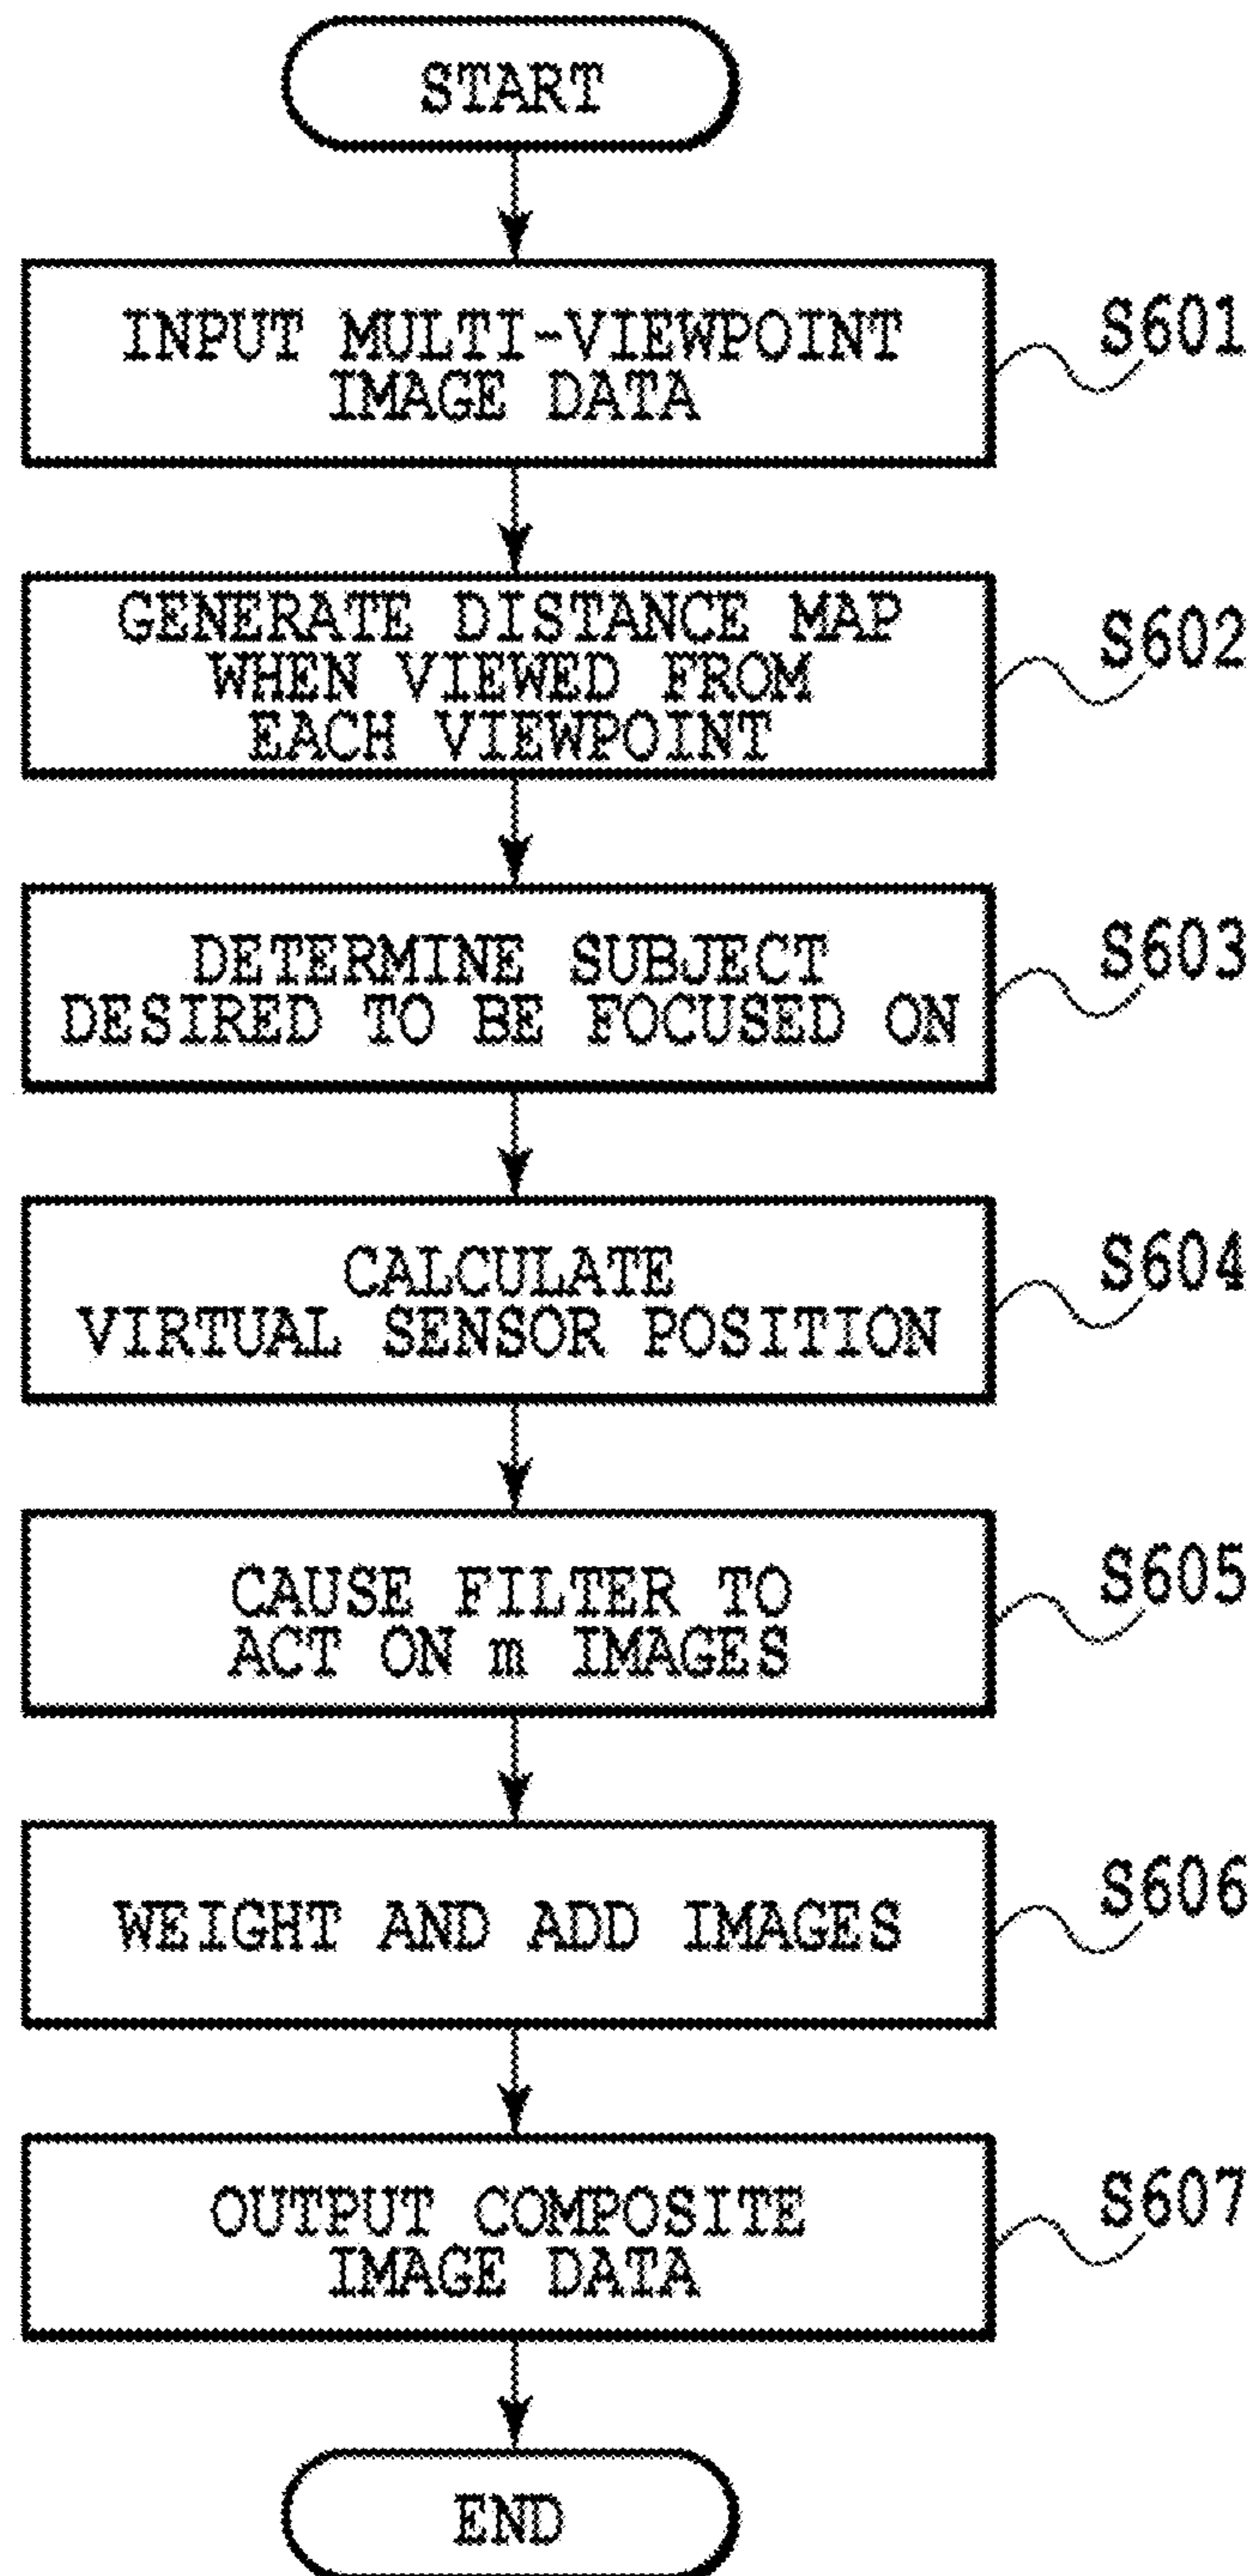 START
INPUT MULTI-VIEWPOINT
IMAGE DATA
S601
GENERATE DISTANCE MAP
WHEN VIEWED FROM
EACH VIEWPOINT
S602
DETERMINE SUBJECT
DESIRED TO BE FOCUSED ON
S603
CALCULATE
VIRTUAL SENSOR POSITION
S604
CAUSE FILTER TO
ACT ON m IMAGES
S605
WEIGHT AND ADD IMAGES
S606
OUTPUT COMPOSITE
IMAGE DATA
S607
END